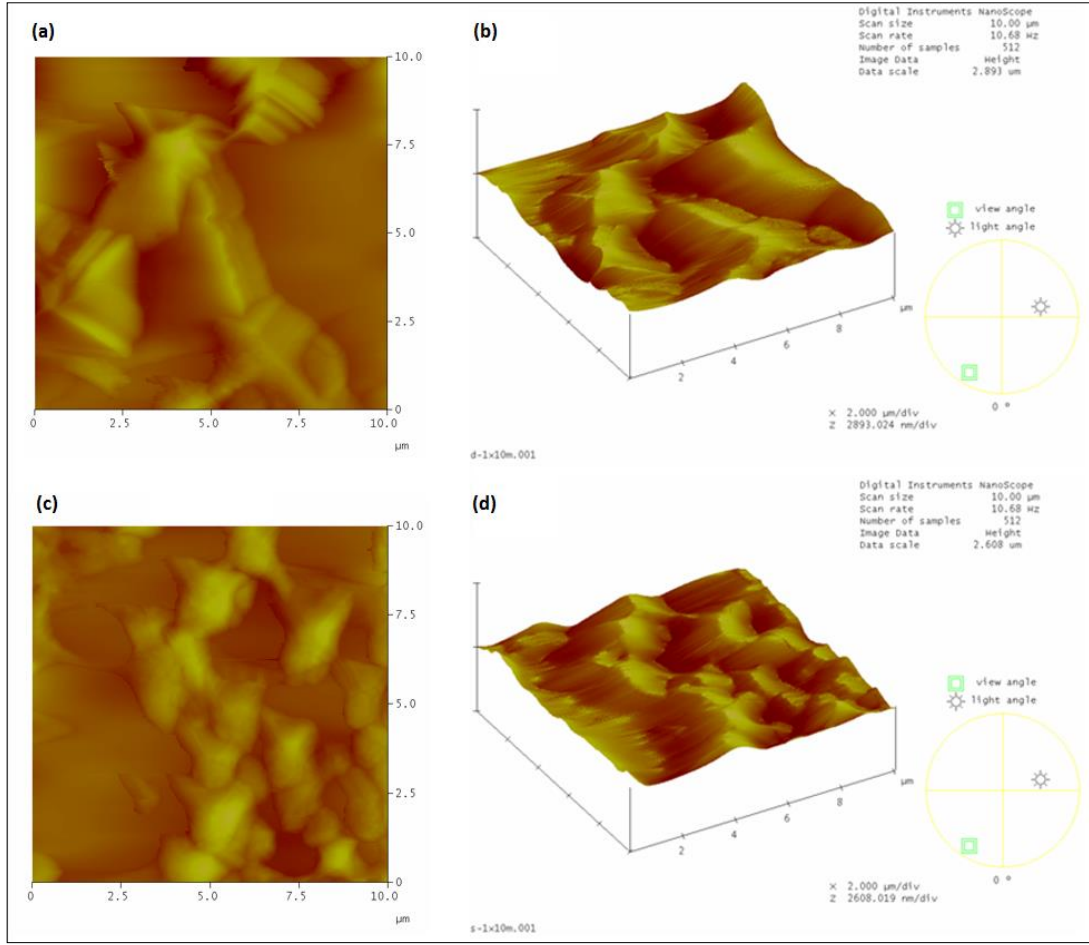 (a)
10.0
7.5
5.0
2.5
0
0 2.5 5.0 7.5 10.0
μm
(b)
Digital Instruments NanoScope
Scan size 10.00 μm
Scan rate 10.68 Hz
Number of samples 512
Image Data Height
Data scale 2.893 um
view angle
light angle
μm
8
6
4
2
0 °
X 2.000 μm/div
Z 2893.024 nm/div
d-1x10m.001
(c)
10.0
7.5
5.0
2.5
0
0 2.5 5.0 7.5 10.0
μm
(d)
Digital Instruments NanoScope
Scan size 10.00 μm
Scan rate 10.68 Hz
Number of samples 512
Image Data Height
Data scale 2.608 um
view angle
light angle
μm
8
6
4
2
0 °
X 2.000 μm/div
Z 2608.019 nm/div
s-1x10m.001